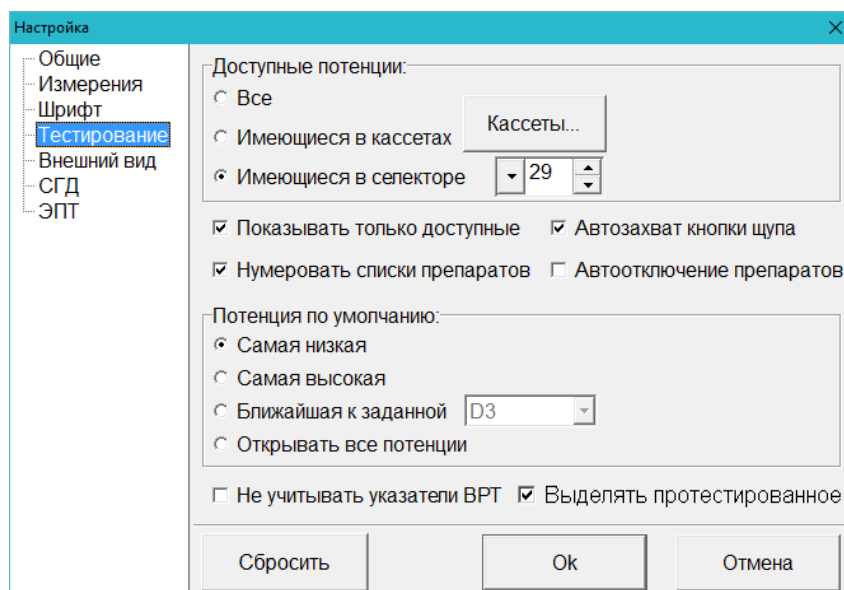 Настройка
Общие
Измерения
Шрифт
Тестирование
Внешний вид
СГД
ЭПТ
Доступные потенции:
Все
Имеющиеся в кассетах
Кассеты...
Имеющиеся в селекторе 29
Показывать только доступные
Автозахват кнопки щупа
Нумеровать списки препаратов
Автоотключение препаратов
Потенция по умолчанию:
Самая низкая
Самая высокая
Ближайшая к заданной D3
Открывать все потенции
Не учитывать указатели ВРТ
Выделять протестированное
Сбросить
Ok
Отмена